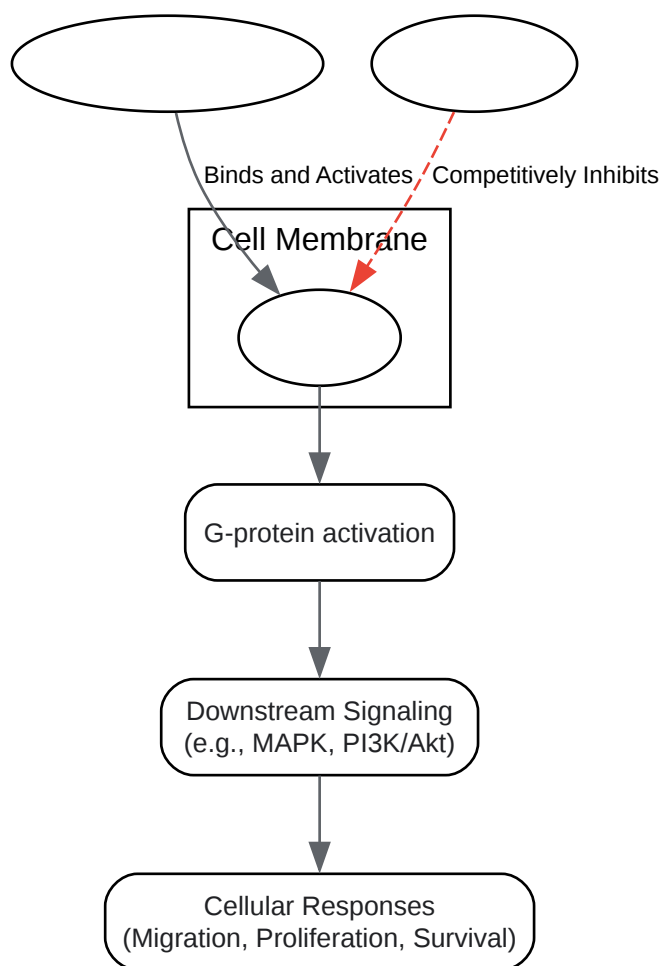 Binds and Activates
Competitively Inhibits
Cell Membrane
G-protein activation
Downstream Signaling
(e.g., MAPK, PI3K/Akt)
Cellular Responses
(Migration, Proliferation, Survival)